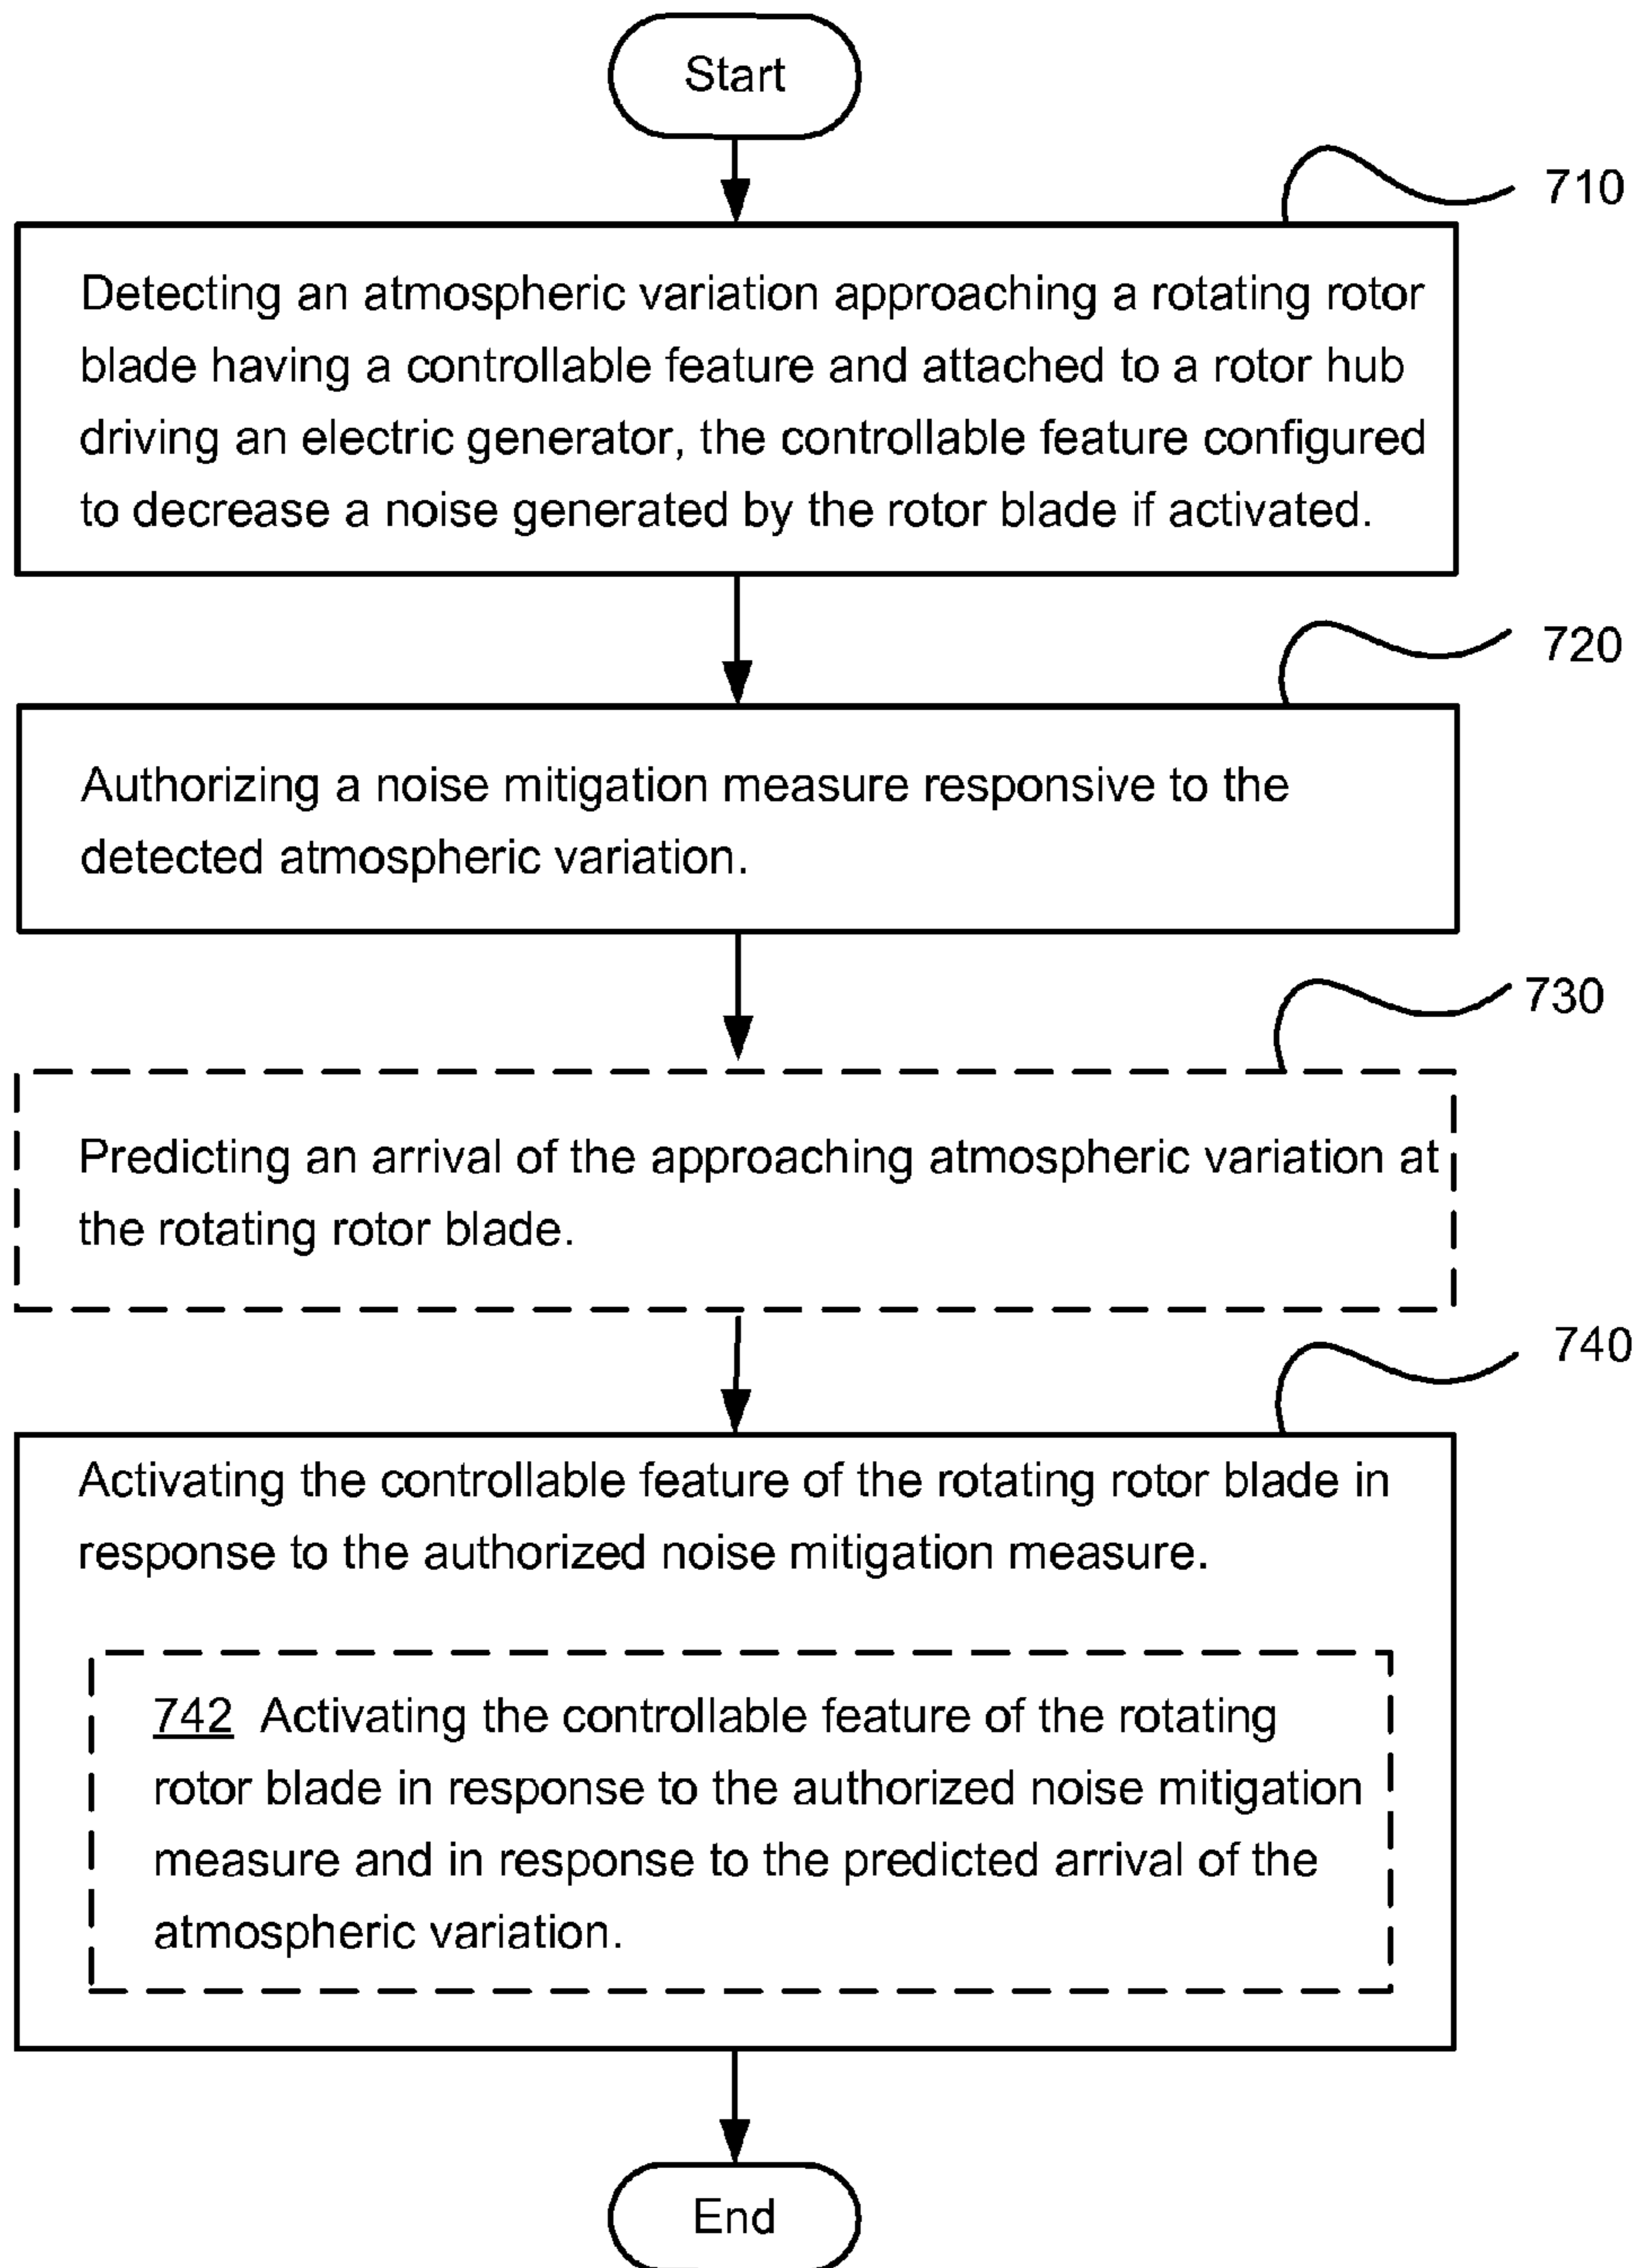 Start
710
Detecting an atmospheric variation approaching a rotating rotor
blade having a controllable feature and attached to a rotor hub
driving an electric generator, the controllable feature configured
to decrease a noise generated by the rotor blade if activated.
720
Authorizing a noise mitigation measure responsive to the
detected atmospheric variation.
730
Predicting an arrival of the approaching atmospheric variation at
the rotating rotor blade.
740
Activating the controllable feature of the rotating rotor blade in
response to the authorized noise mitigation measure.
742 Activating the controllable feature of the rotating
rotor blade in response to the authorized noise mitigation
measure and in response to the predicted arrival of the
atmospheric variation.
End